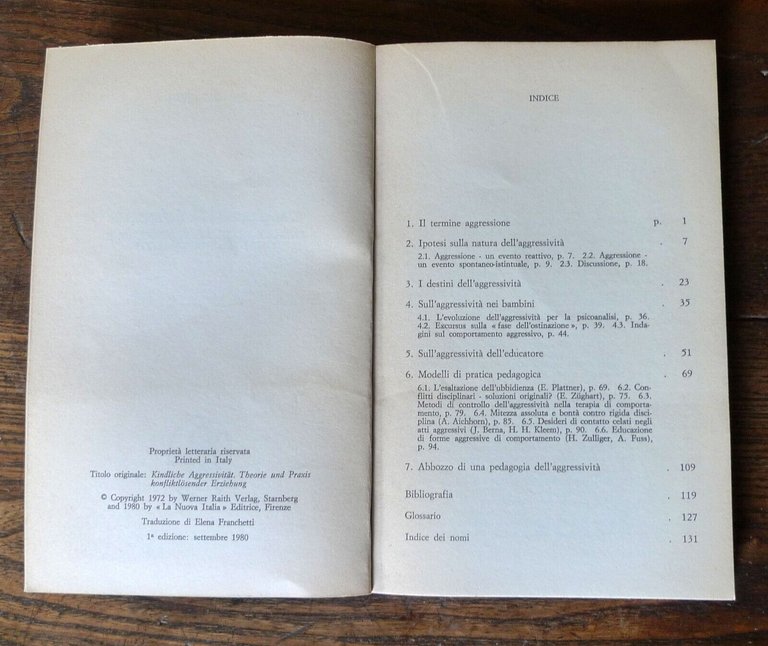 Proprietà letteraria riservata
Printed in Italy
Titolo originale: Kindliche Aggressivität. Theorie und Praxis
konfliktlösender Erziehung
© Copyright 1972 by Werner Raith Verlag, Starnberg
and 1980 by « La Nuova Italia » Editrice, Firenze
Traduzione di Elena Franchetti
1ª edizione: settembre 1980
INDICE
1. Il termine aggressione p. 1
2. Ipotesi sulla natura dell'aggressività . 7
2.1. Aggressione - un evento reattivo, p. 7. 2.2. Aggressione -
un evento spontaneo-istintuale, p. 9. 2.3. Discussione, p. 18.
3. I destini dell'aggressività . 23
4. Sull'aggressività nei bambini . 35
4.1. L'evoluzione dell'aggressività per la psicoanalisi, p. 36.
4.2. Excursus sulla « fase dell'ostinazione », p. 39. 4.3. Inda-
gini sul comportamento aggressivo, p. 44.
5. Sull'aggressività dell'educatore . 51
6. Modelli di pratica pedagogica . 69
6.1. L'esaltazione dell'ubbidienza (E. Plattner), p. 69. 6.2. Con-
flitti disciplinari - soluzioni originali? (E. Züghart), p. 75. 6.3.
Metodi di controllo dell'aggressività nella terapia di comporta-
mento, p. 79. 6.4. Mitezza assoluta e bontà contro rigida disci-
plina (A. Aichhorn), p. 85. 6.5. Desideri di contatto celati negli
atti aggressivi (J. Berna, H. H. Kleem), p. 90. 6.6. Educazione
di forme aggressive di comportamento (H. Zulliger, A. Fuss),
p. 94.
7. Abbozzo di una pedagogia dell'aggressività . 109
Bibliografia . 119
Glossario . 127
Indice dei nomi . 131